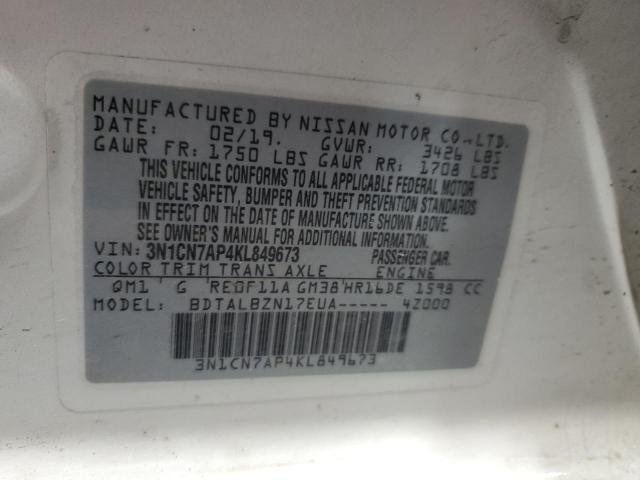 MANUFACTURED BY NISSAN MOTOR CO., LTD.
DATE: 02/19. GVWR: 3426 LBS
GAWR FR: 1750 LBS GAWR RR: 1708 LBS
THIS VEHICLE CONFORMS TO ALL APPLICABLE FEDERAL MOTOR
VEHICLE SAFETY, BUMPER AND THEFT PREVENTION STANDARDS
IN EFFECT ON THE DATE OF MANUFACTURE SHOWN ABOVE.
SEE OWNER'S MANUAL FOR ADDITIONAL INFORMATION.
VIN: 3N1CN7AP4KL849673 PASSENGER CAR.
COLOR TRIM TRANS AXLE ENGINE
QM1 G RE0F11A GM38 HR16DE 1598 CC
MODEL: BDTALBZN17EUA----- 4Z000
3N1CN7AP4KL849673